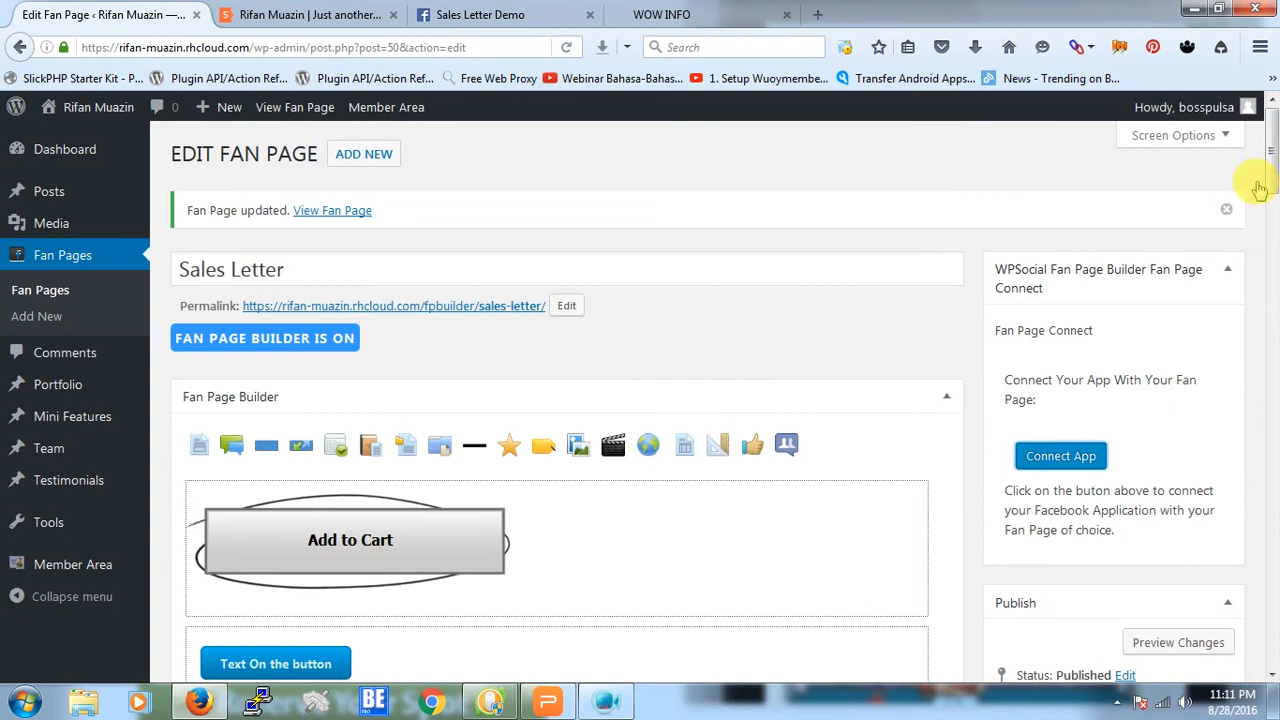 Edit Fan Page ‹ Rifan Muazin —...
Rifan Muazin | Just another...
Sales Letter Demo
WOW INFO
https://rifan-muazin.rhcloud.com/wp-admin/post.php?post=50&action=edit
Search
SlickPHP Starter Kit - P...
Plugin API/Action Ref...
Plugin API/Action Ref...
Free Web Proxy
Webinar Bahasa-Bahas...
1. Setup Wuoymembe...
Transfer Android Apps...
News - Trending on B...
Rifan Muazin
0
New
View Fan Page
Member Area
Howdy, bosspulsa
Dashboard
Posts
Media
Fan Pages
Fan Pages
Add New
Comments
Portfolio
Mini Features
Team
Testimonials
Tools
Member Area
Collapse menu
Screen Options
EDIT FAN PAGE
ADD NEW
Fan Page updated. View Fan Page
Sales Letter
Permalink: https://rifan-muazin.rhcloud.com/fpbuilder/sales-letter/ Edit
FAN PAGE BUILDER IS ON
Fan Page Builder
Add to Cart
Text On the button
WPSocial Fan Page Builder Fan Page
Connect
Fan Page Connect
Connect Your App With Your Fan
Page:
Connect App
Click on the buton above to connect
your Facebook Application with your
Fan Page of choice.
Publish
Preview Changes
Status: Published Edit
BE
11:11 PM
8/28/2016